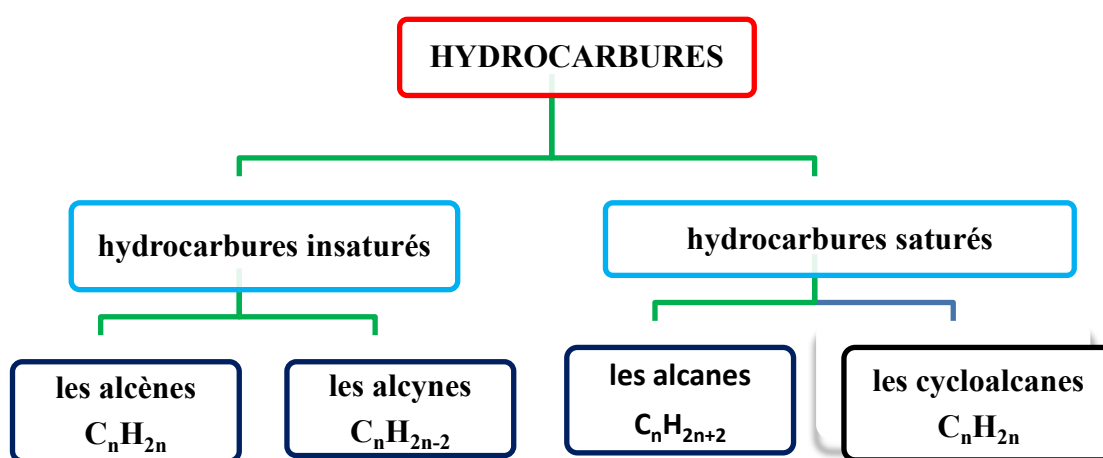 HYDROCARBURES
hydrocarbures insaturés
hydrocarbures saturés
les alcènes
CₙH₂ₙ
les alcynes
CₙH₂ₙ₋₂
les alcanes
CₙH₂ₙ₊₂
les cycloalcanes
CₙH₂ₙ